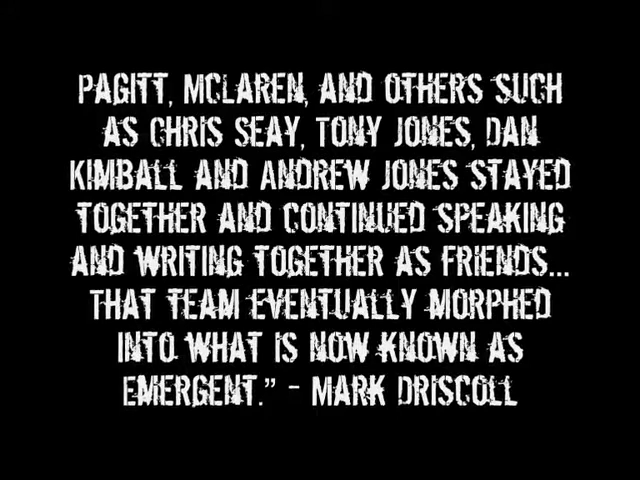 PAGITT, MCLAREN, AND OTHERS SUCH
AS CHRIS SEAY, TONY JONES, DAN
KIMBALL AND ANDREW JONES STAYED
TOGETHER AND CONTINUED SPEAKING
AND WRITING TOGETHER AS FRIENDS...
THAT TEAM EVENTUALLY MORPHED
INTO WHAT IS NOW KNOWN AS
EMERGENT.” - MARK DRISCOLL